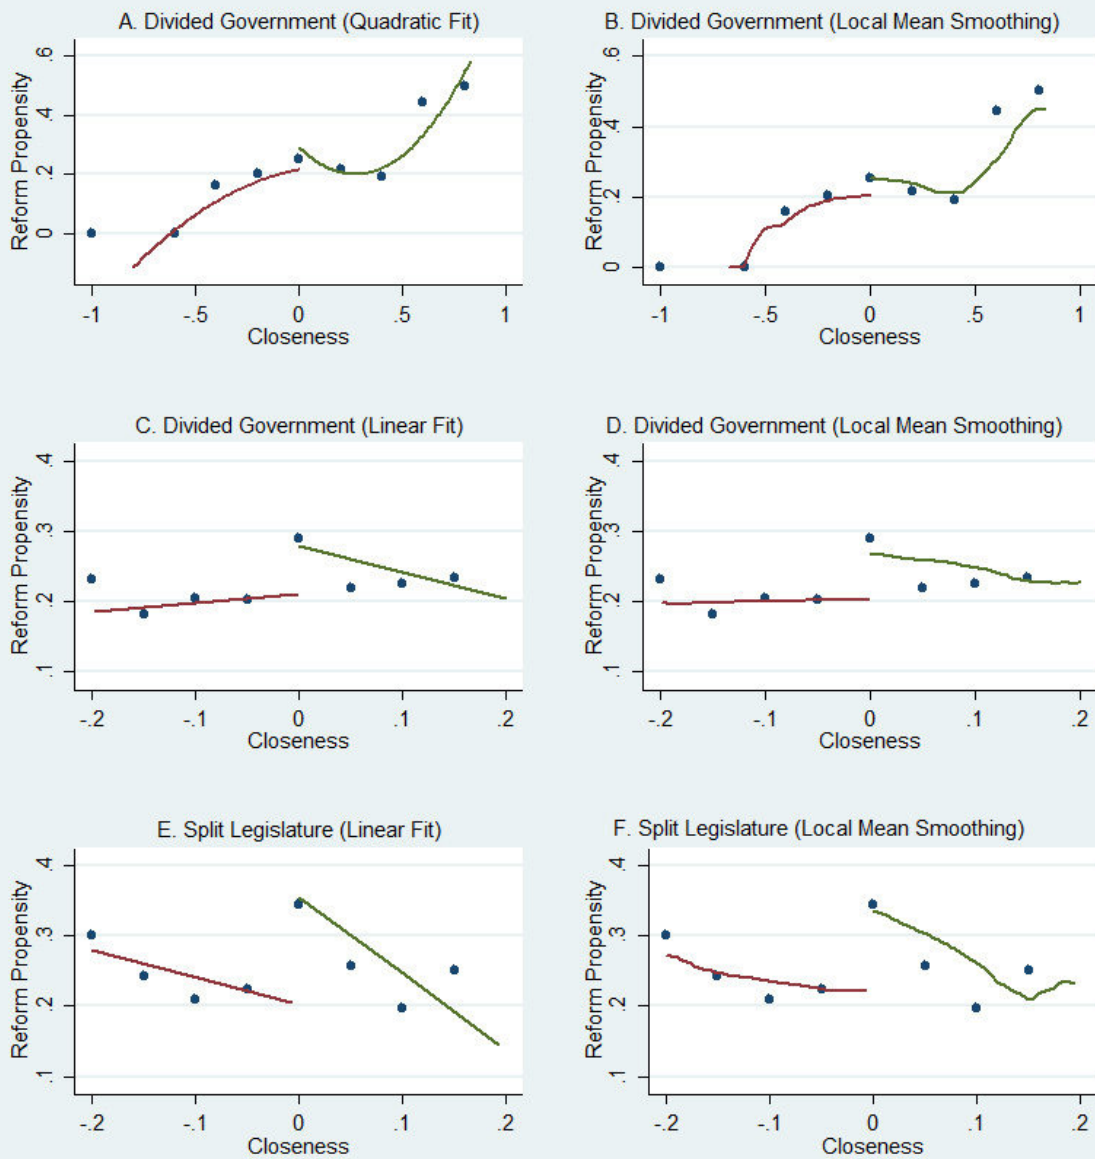 A. Divided Government (Quadratic Fit)
Reform Propensity
.6
.4
.2
0
-1 -.5 0 .5 1
Closeness
B. Divided Government (Local Mean Smoothing)
Reform Propensity
.6
.4
.2
0
-1 -.5 0 .5 1
Closeness
C. Divided Government (Linear Fit)
Reform Propensity
.4
.3
.2
.1
-.2 -.1 0 .1 .2
Closeness
D. Divided Government (Local Mean Smoothing)
Reform Propensity
.4
.3
.2
.1
-.2 -.1 0 .1 .2
Closeness
E. Split Legislature (Linear Fit)
Reform Propensity
.4
.3
.2
.1
-.2 -.1 0 .1 .2
Closeness
F. Split Legislature (Local Mean Smoothing)
Reform Propensity
.4
.3
.2
.1
-.2 -.1 0 .1 .2
Closeness